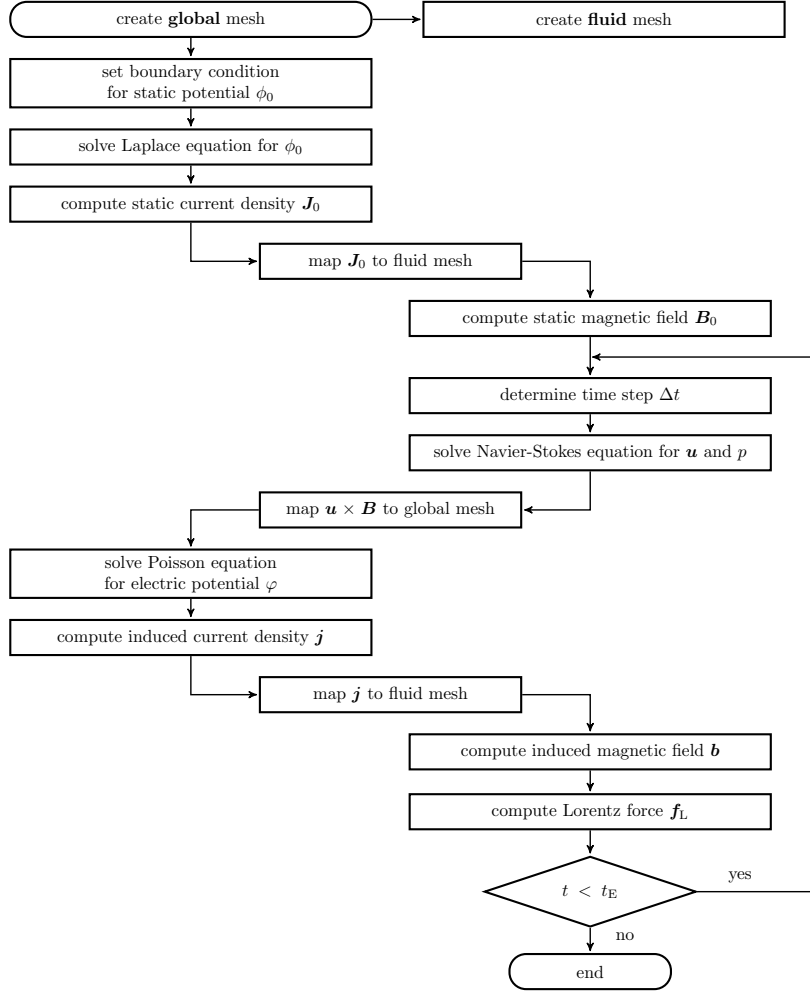 create global mesh
create fluid mesh
set boundary condition
for static potential ϕ₀
solve Laplace equation for ϕ₀
compute static current density J₀
map J₀ to fluid mesh
compute static magnetic field B₀
determine time step Δt
solve Navier-Stokes equation for u and p
map u × B to global mesh
solve Poisson equation
for electric potential φ
compute induced current density j
map j to fluid mesh
compute induced magnetic field b
compute Lorentz force f_L
t < t_E
yes
no
end